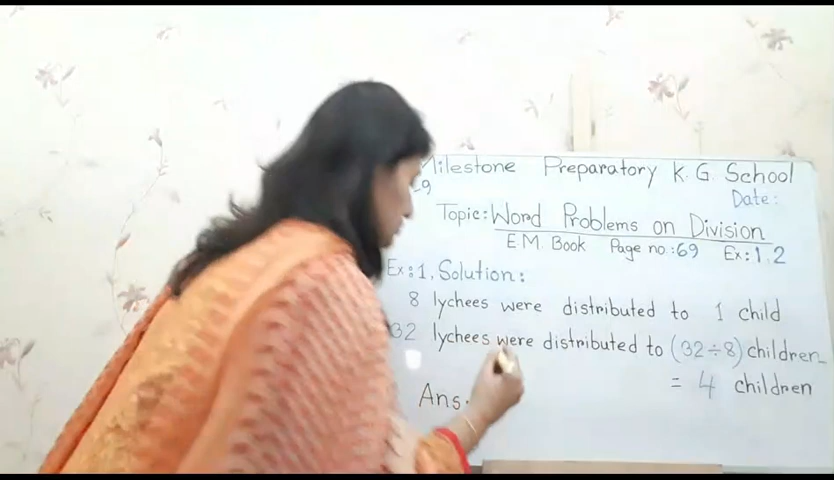 Milestone Preparatory K.G. School
Date:
Topic: Word Problems on Division
E.M. Book Page no.:69 Ex:1.2
Ex:1. Solution:
8 lychees were distributed to 1 child
32 lychees were distributed to (32÷8) children
= 4 children
Ans: